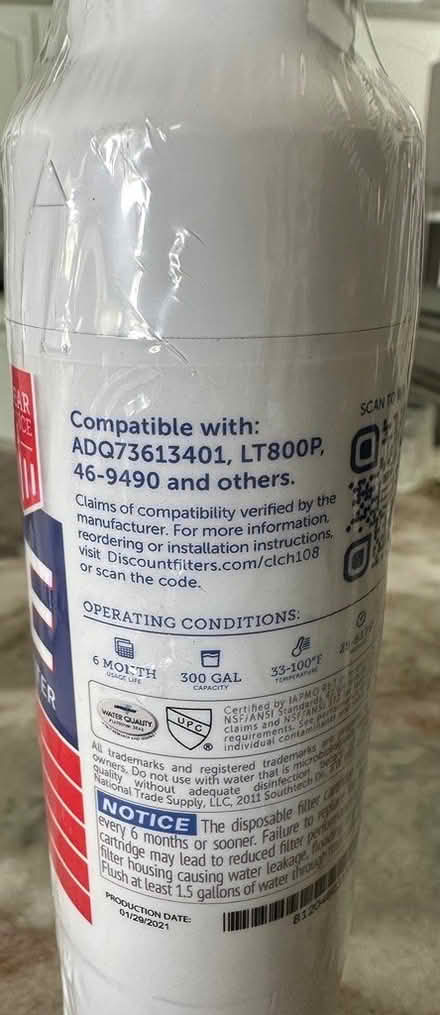 SCAN TO
Compatible with:
ADQ73613401, LT800P,
46-9490 and others.
Claims of compatibility verified by the
manufacturer. For more information,
reordering or installation instructions,
visit Discountfilters.com/clch108
or scan the code.
OPERATING CONDITIONS:
6 MONTH
USAGE LIFE
300 GAL
CAPACITY
33-100°F
TEMPERATURE
WATER QUALITY
UPC
®
Certified by IAPMO R&T
NSF/ANSI Standards
claims and NSF/ANSI
requirements. See
individual
All trademarks and registered trademarks
owners. Do not use with water that is
quality without adequate disinfection
National Trade Supply, LLC, 2011 Southtech Dr.
NOTICE The disposable filter
every 6 months or sooner. Failure to
cartridge may lead to reduced filter
filter housing causing water leakage,
Flush at least 1.5 gallons of water through
PRODUCTION DATE:
01/29/2021